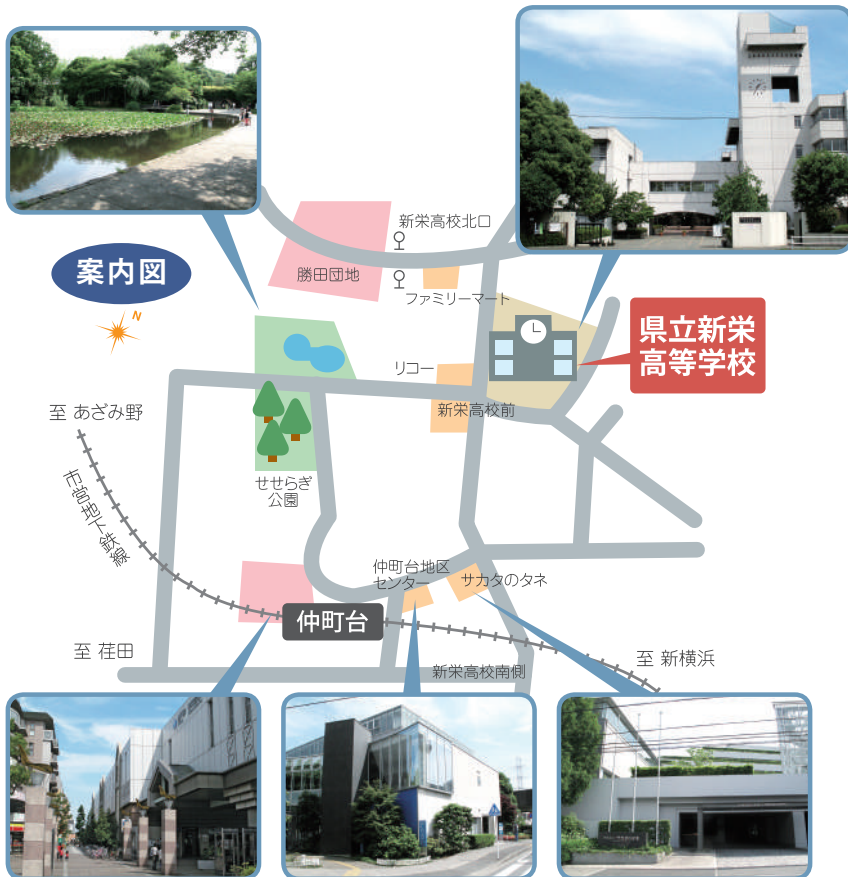 新栄高校北口
案内図
勝田団地
ファミリーマート
N
県立新栄
高等学校
リコー
新栄高校前
至 あざみ野
市営地下鉄線
せせらぎ
公園
仲町台地区
センター
サカタのタネ
仲町台
至 荏田
至 新横浜
新栄高校南側